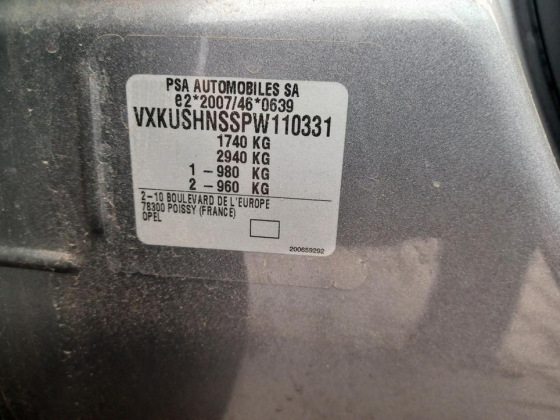 PSA AUTOMOBILES SA
e2*2007/46*0639
VXKUSHNSSPW110331
1740 KG
2940 KG
1 - 980 KG
2 - 960 KG
2-10 BOULEVARD DE L'EUROPE
78300 POISSY (FRANCE)
OPEL
200659292